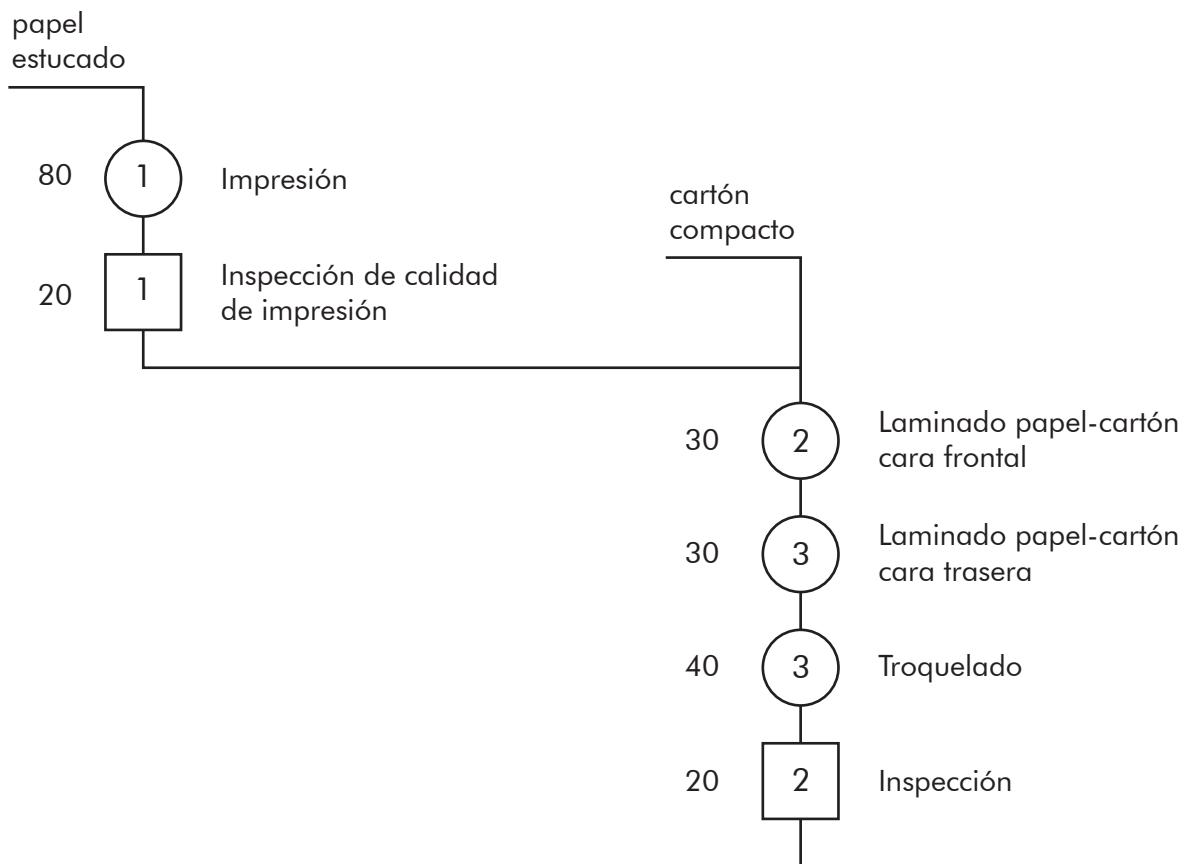 papel
estucado
80
1
Impresión
20
1
Inspección de calidad
de impresión
cartón
compacto
30
2
Laminado papel-cartón
cara frontal
30
3
Laminado papel-cartón
cara trasera
40
3
Troquelado
20
2
Inspección